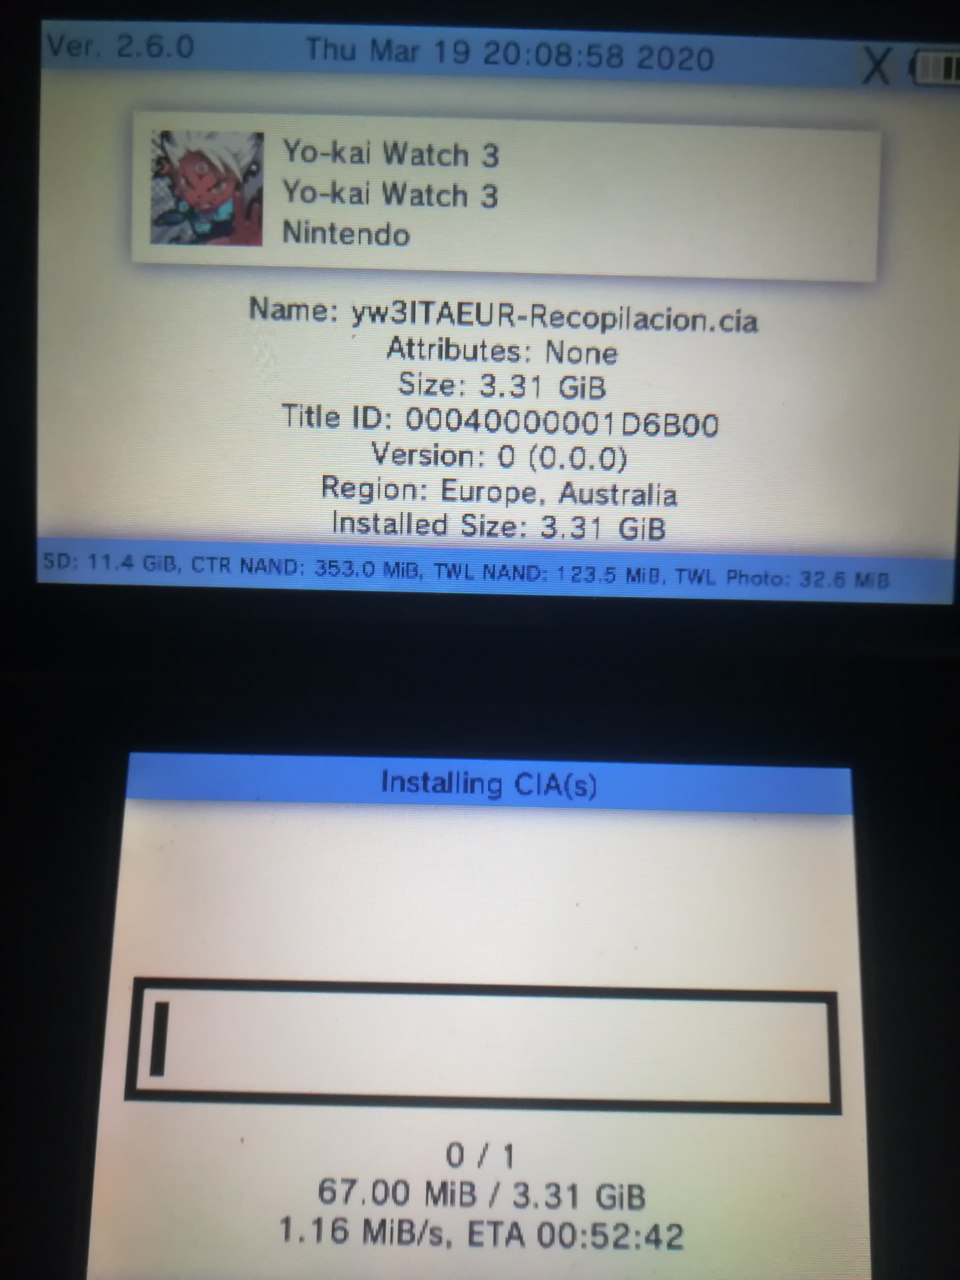 Ver. 2.6.0 Thu Mar 19 20:08:58 2020 X
Yo-kai Watch 3
Yo-kai Watch 3
Nintendo
Name: yw3ITAEUR-Recopilacion.cia
Attributes: None
Size: 3.31 GiB
Title ID: 00040000001D6B00
Version: 0 (0.0.0)
Region: Europe, Australia
Installed Size: 3.31 GiB
SD: 11.4 GiB, CTR NAND: 353.0 MiB, TWL NAND: 123.5 MiB, TWL Photo: 32.6 MiB
Installing CIA(s)
0 / 1
67.00 MiB / 3.31 GiB
1.16 MiB/s, ETA 00:52:42